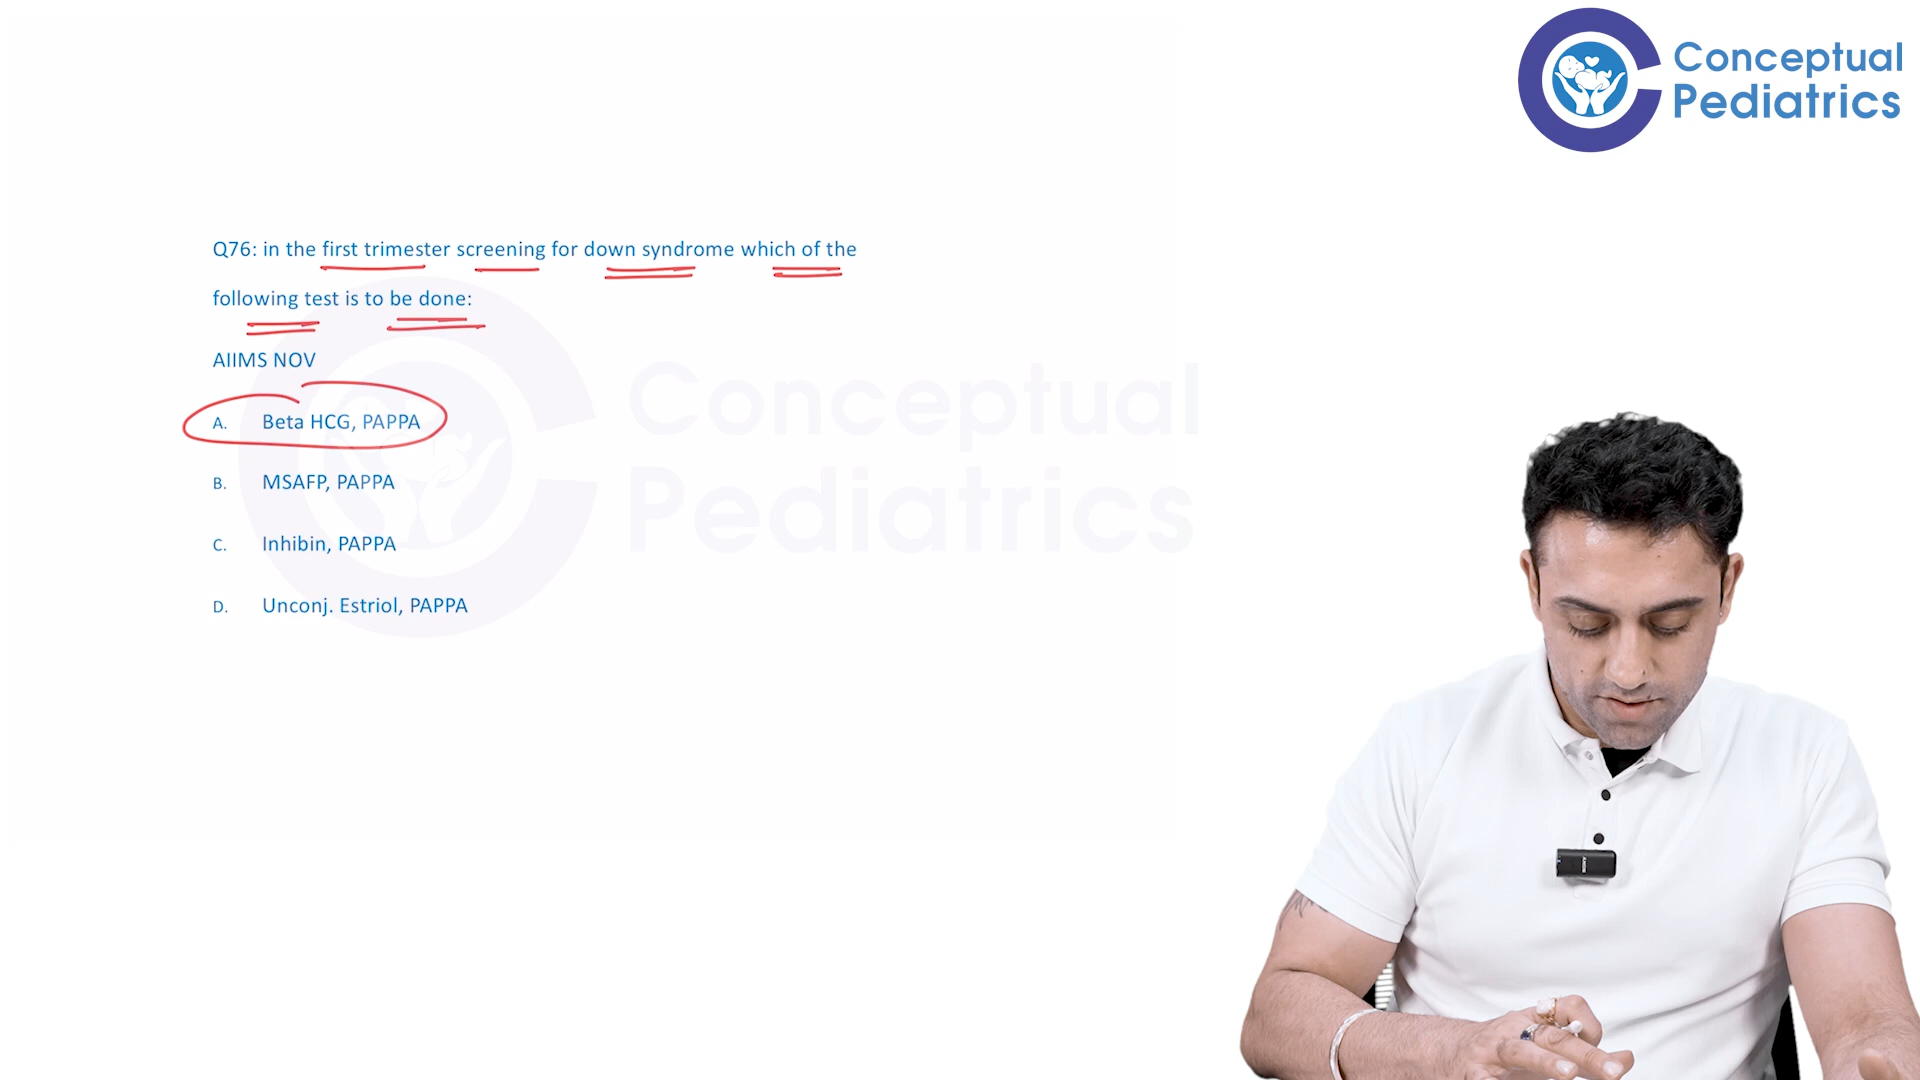 Conceptual
Pediatrics
Q76: in the first trimester screening for down syndrome which of the
following test is to be done:
AIIMS NOV
A. Beta HCG, PAPPA
B. MSAFP, PAPPA
C. Inhibin, PAPPA
D. Unconj. Estriol, PAPPA
Conceptual
Pediatrics